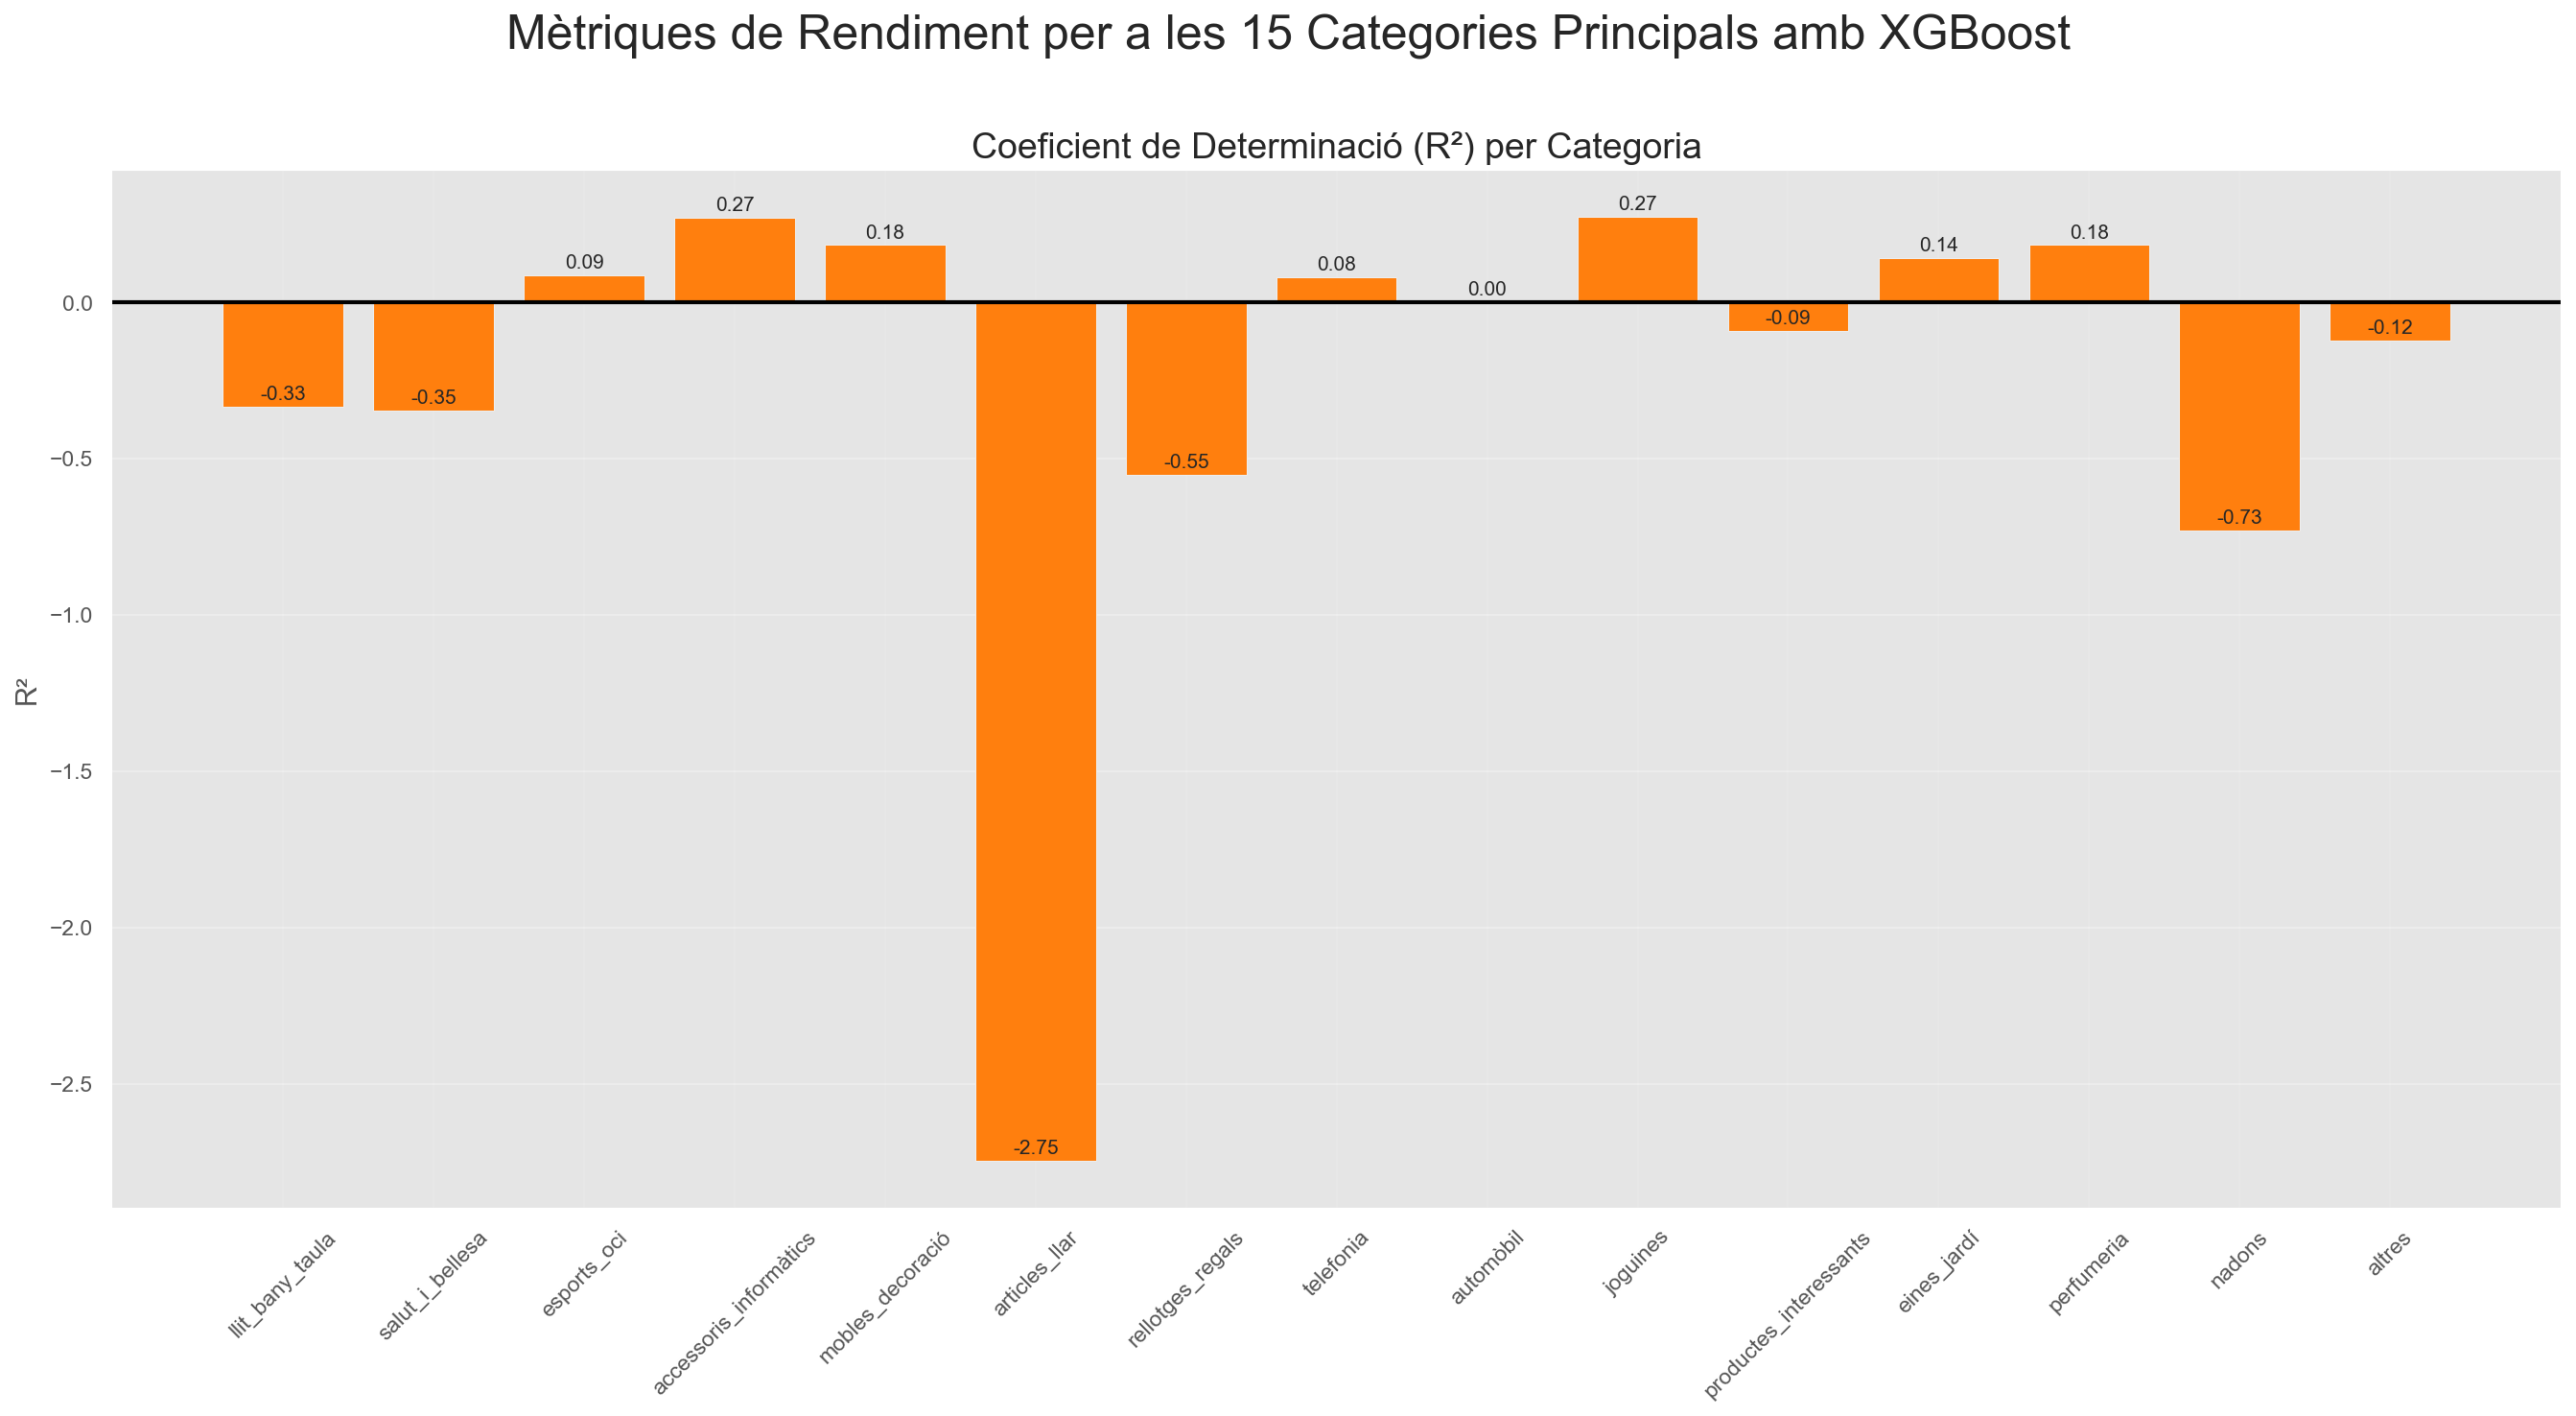 Mètriques de Rendiment per a les 15 Categories Principals amb XGBoost
Coeficient de Determinació (R²) per Categoria
R²
0.0
−0.5
−1.0
−1.5
−2.0
−2.5
-0.33
-0.35
0.09
0.27
0.18
-2.75
-0.55
0.08
0.00
0.27
-0.09
0.14
0.18
-0.73
-0.12
llit_bany_taula
salut_i_bellesa
esports_oci
accessoris_informàtics
mobles_decoració
articles_llar
rellotges_regals
telefonia
automòbil
joguines
productes_interessants
eines_jardí
perfumeria
nadons
altres